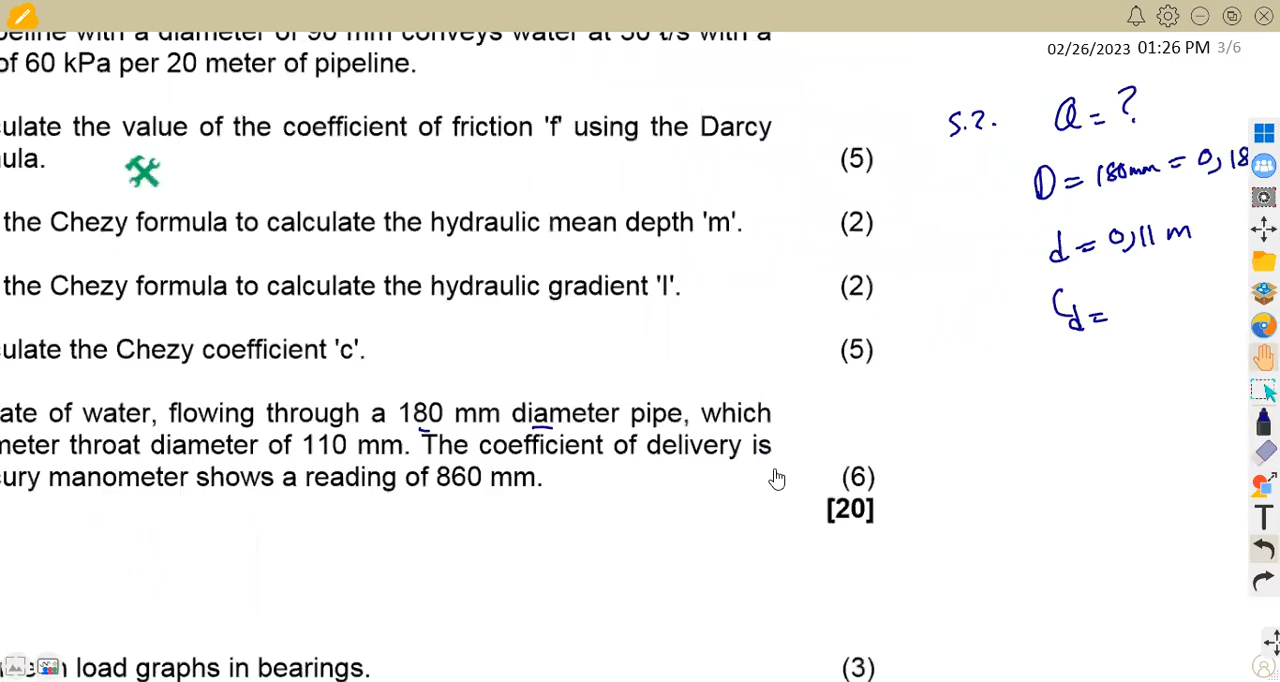 02/26/2023 01:26 PM 3/6
of 60 kPa per 20 meter of pipeline.
ulate the value of the coefficient of friction 'f' using the Darcy
ula.
(5)
the Chezy formula to calculate the hydraulic mean depth 'm'.
(2)
the Chezy formula to calculate the hydraulic gradient 'I'.
(2)
ulate the Chezy coefficient 'c'.
(5)
ate of water, flowing through a 180 mm diameter pipe, which
meter throat diameter of 110 mm. The coefficient of delivery is
ury manometer shows a reading of 860 mm.
(6)
[20]
load graphs in bearings.
(3)
5.2. Q = ?
D = 180mm = 0,18
d = 0,11 m
Cd =
T